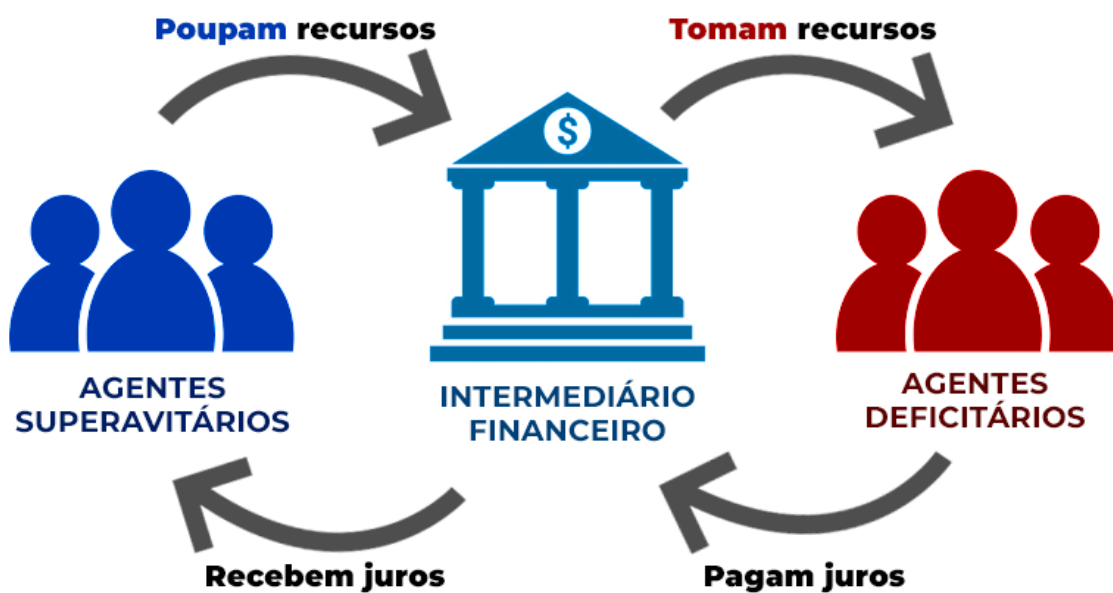 Poupam recursos
Tomam recursos
$
AGENTES
SUPERAVITÁRIOS
INTERMEDIÁRIO
FINANCEIRO
AGENTES
DEFICITÁRIOS
Recebem juros
Pagam juros